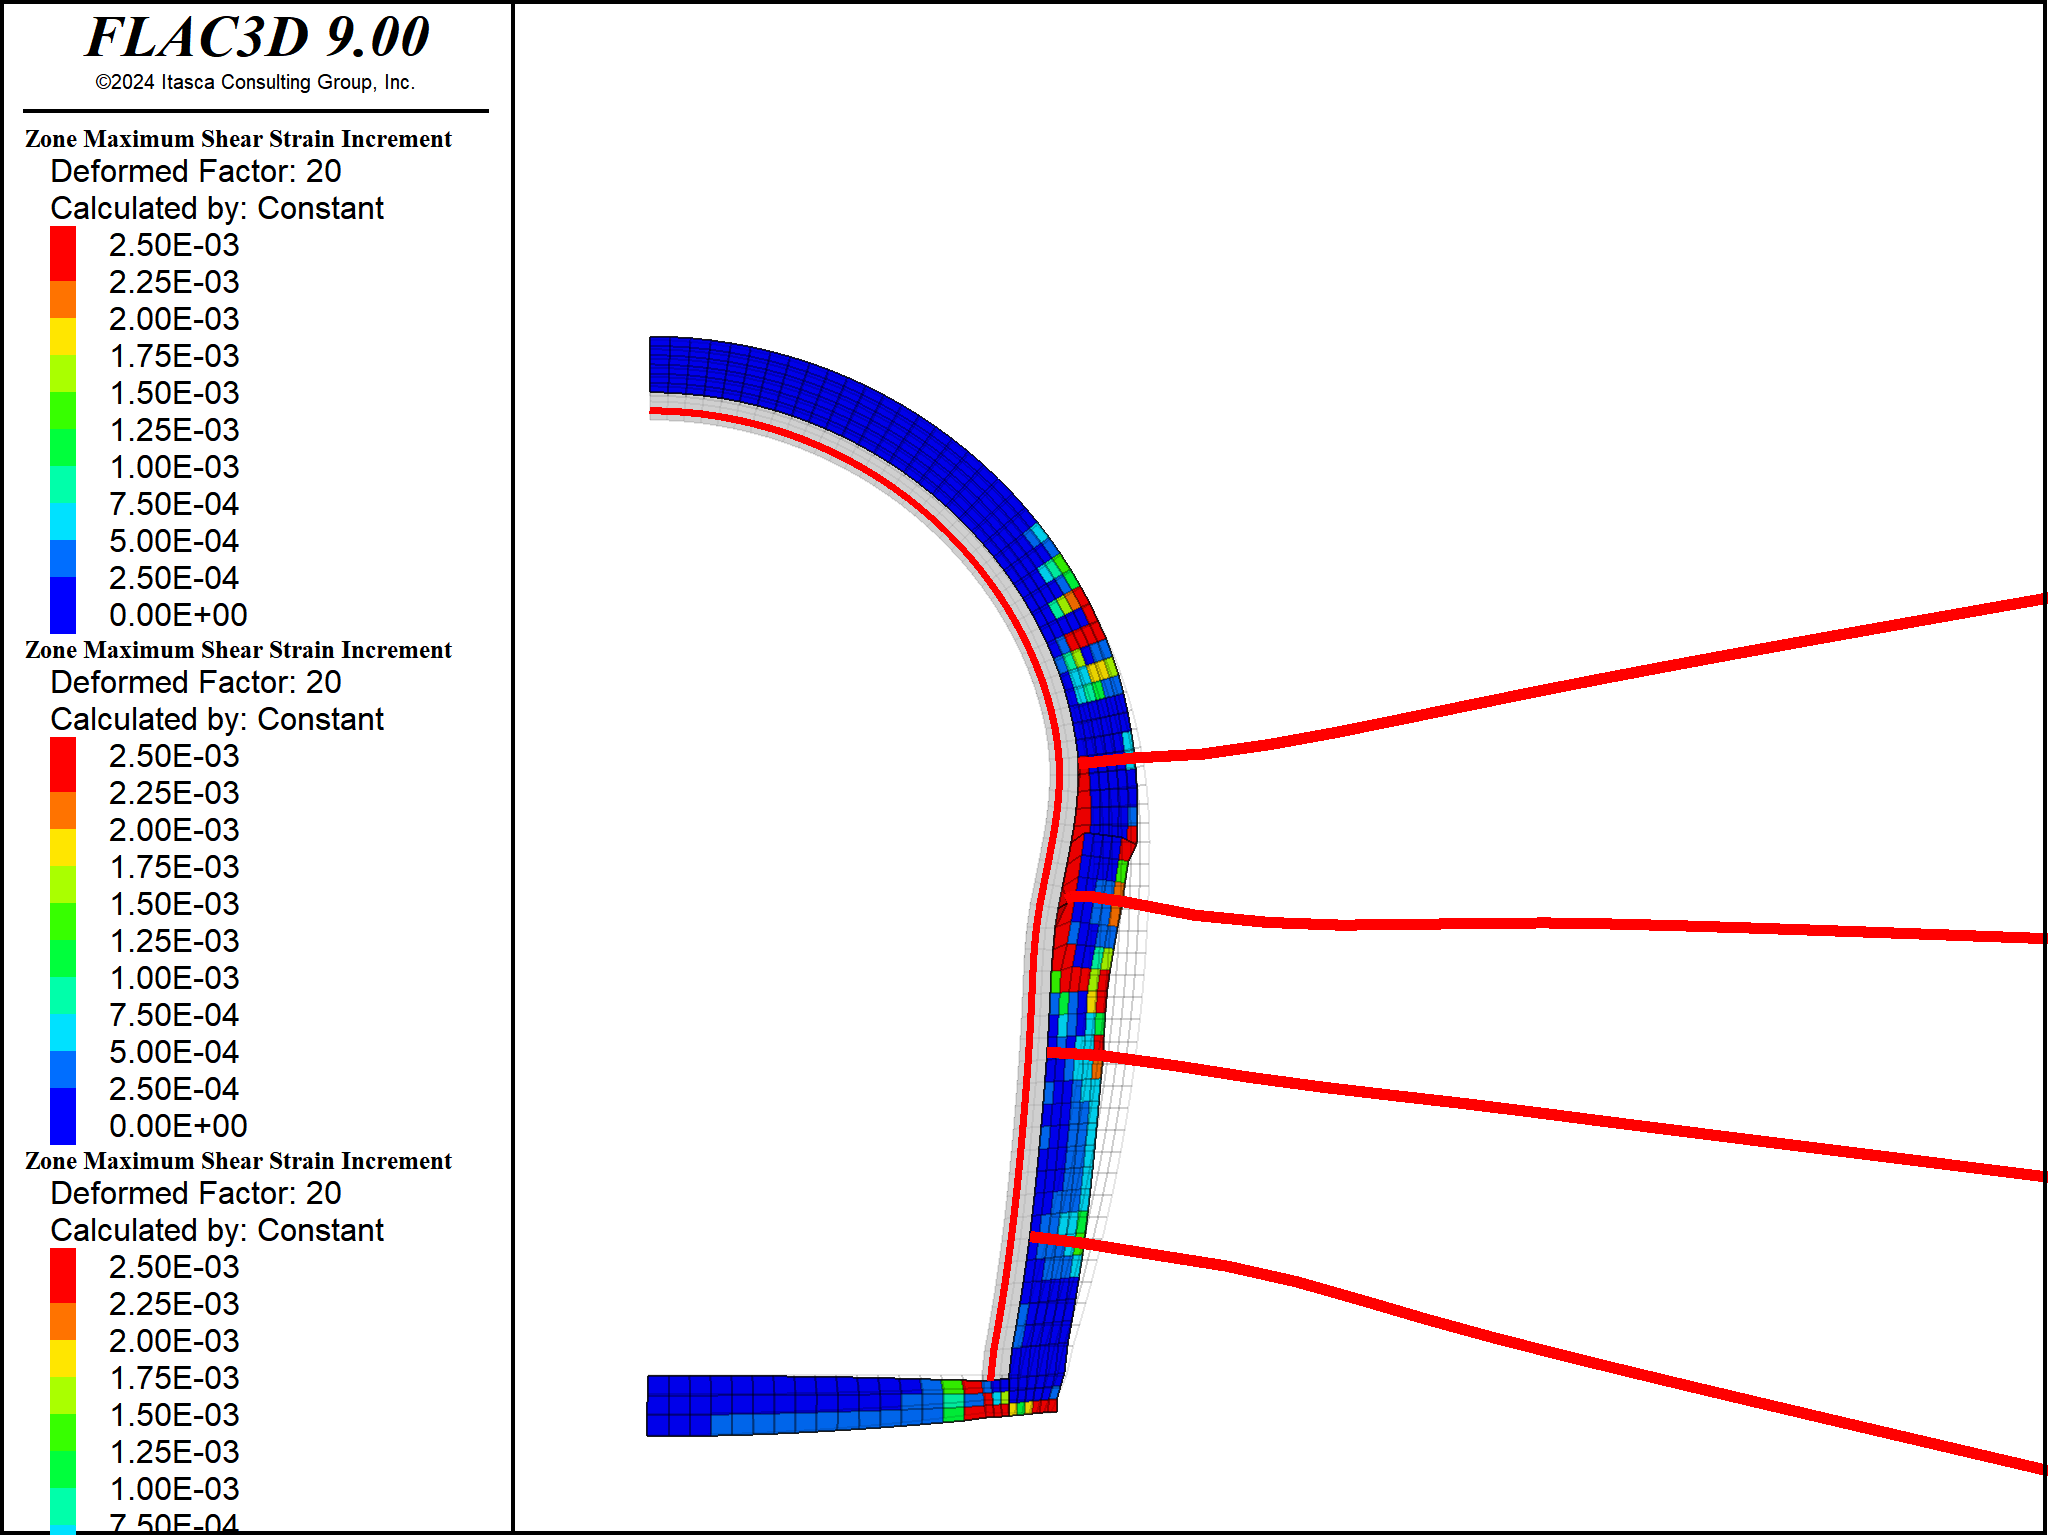 FLAC3D 9.00
©2024 Itasca Consulting Group, Inc.
Zone Maximum Shear Strain Increment
Deformed Factor: 20
Calculated by: Constant
2.50E-03
2.25E-03
2.00E-03
1.75E-03
1.50E-03
1.25E-03
1.00E-03
7.50E-04
5.00E-04
2.50E-04
0.00E+00
Zone Maximum Shear Strain Increment
Deformed Factor: 20
Calculated by: Constant
2.50E-03
2.25E-03
2.00E-03
1.75E-03
1.50E-03
1.25E-03
1.00E-03
7.50E-04
5.00E-04
2.50E-04
0.00E+00
Zone Maximum Shear Strain Increment
Deformed Factor: 20
Calculated by: Constant
2.50E-03
2.25E-03
2.00E-03
1.75E-03
1.50E-03
1.25E-03
1.00E-03
7.50E-04